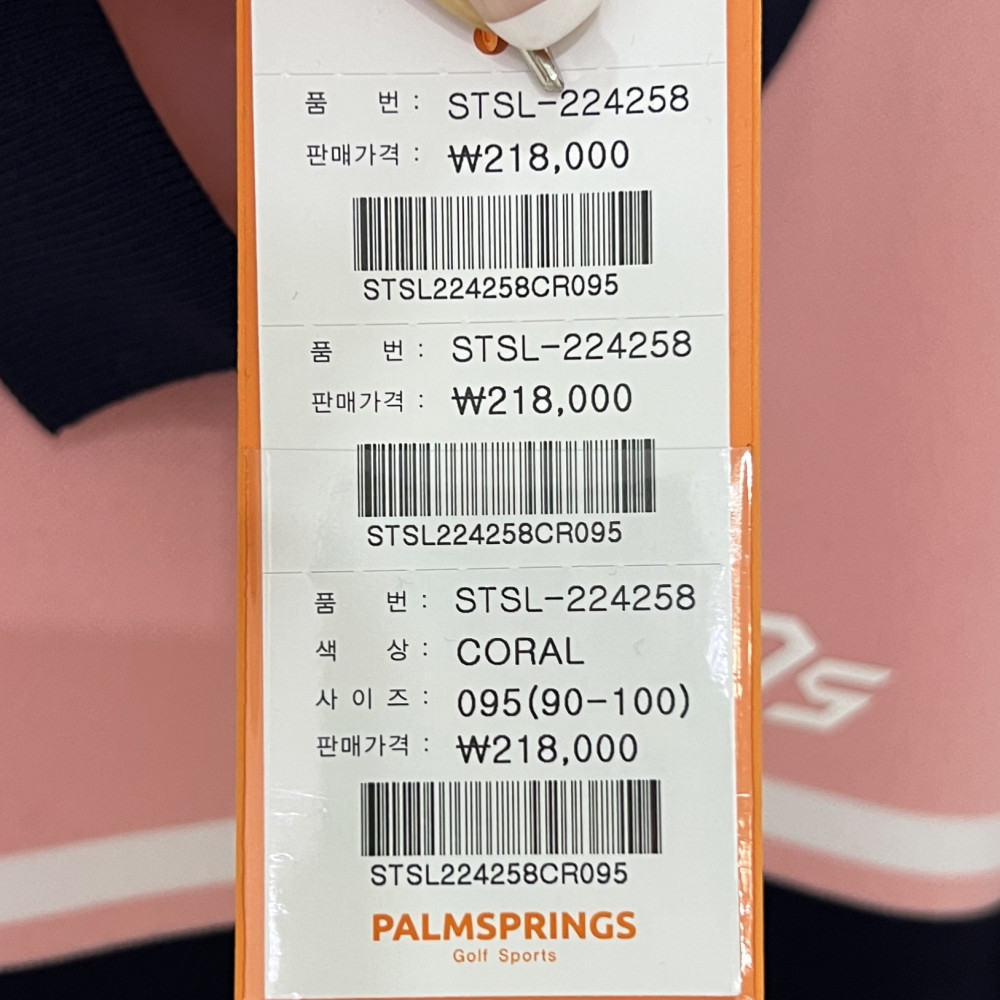 품 번 : STSL-224258
판매가격 : ₩218,000
STSL224258CR095
품 번 : STSL-224258
판매가격 : ₩218,000
STSL224258CR095
품 번 : STSL-224258
색 상 : CORAL
사 이 즈 : 095(90-100)
판매가격 : ₩218,000
STSL224258CR095
PALMSPRINGS
Golf Sports